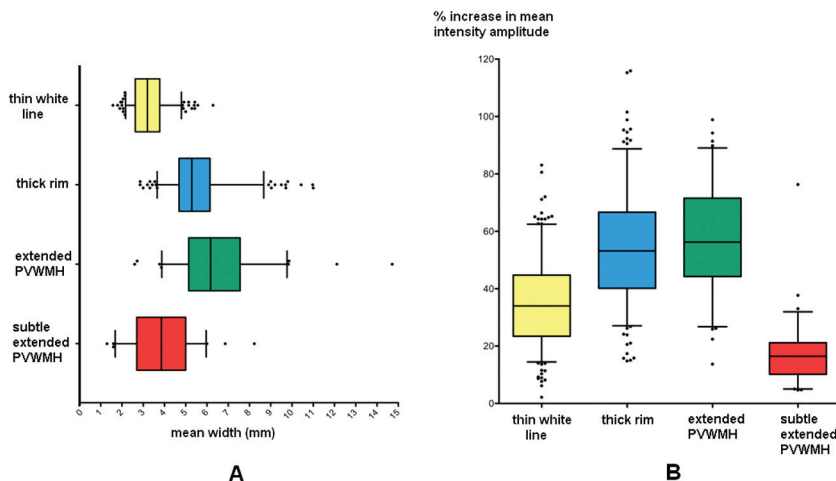 thin white
line
thick rim
extended
PVWMH
subtle
extended
PVWMH
0 1 2 3 4 5 6 7 8 9 10 11 12 13 14 15
mean width (mm)
A
% increase in mean
intensity amplitude
120
100
80
60
40
20
0
thin white
line
thick rim
extended
PVWMH
subtle
extended
PVWMH
B